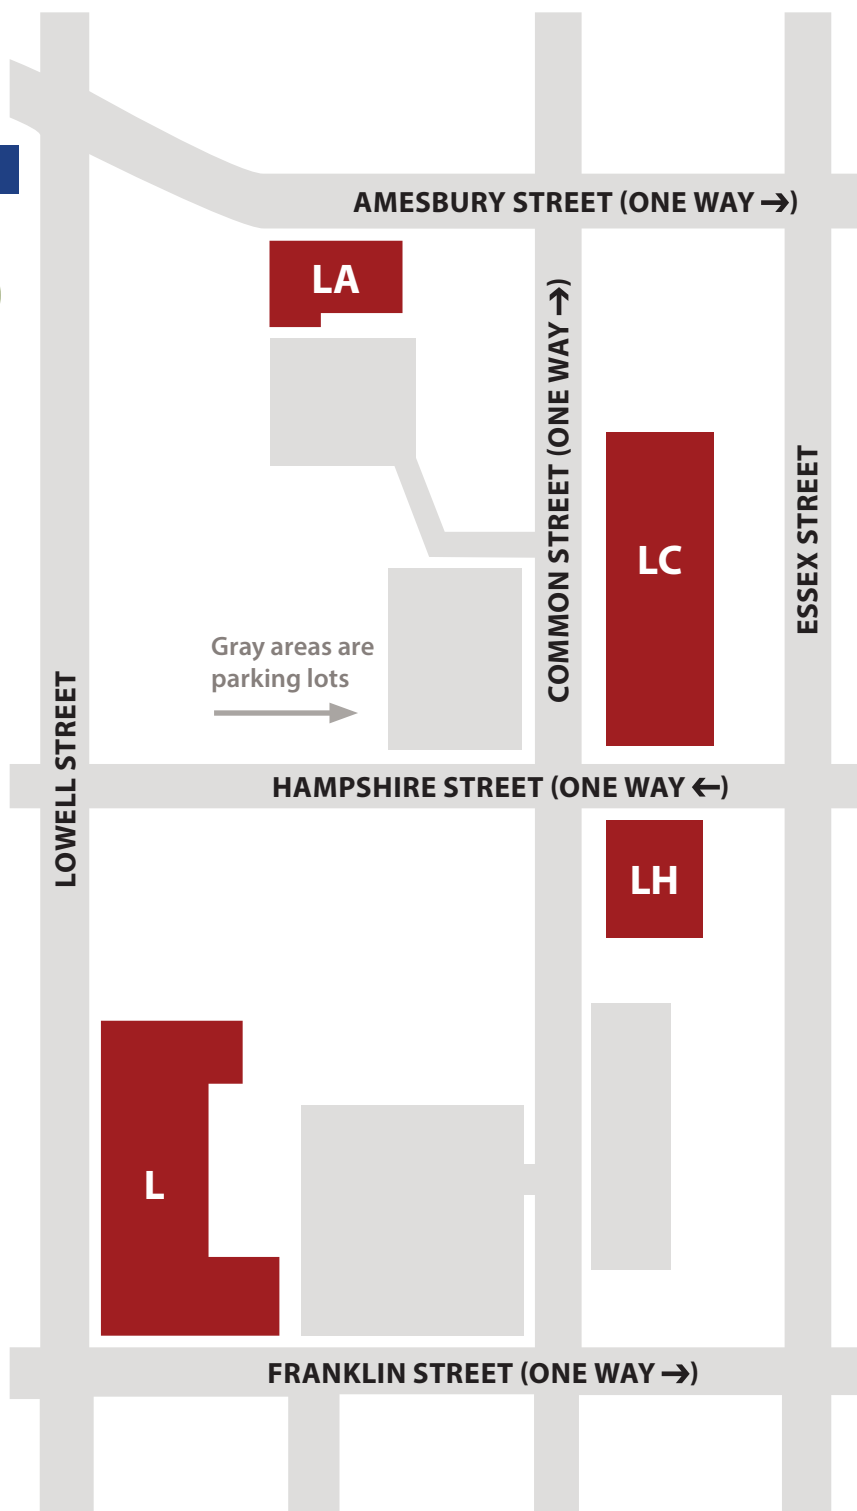 AMESBURY STREET (ONE WAY →)
LA
COMMON STREET (ONE WAY →)
LC
ESSEX STREET
Gray areas are
parking lots
LOWELL STREET
HAMPSHIRE STREET (ONE WAY ←)
LH
L
FRANKLIN STREET (ONE WAY →)